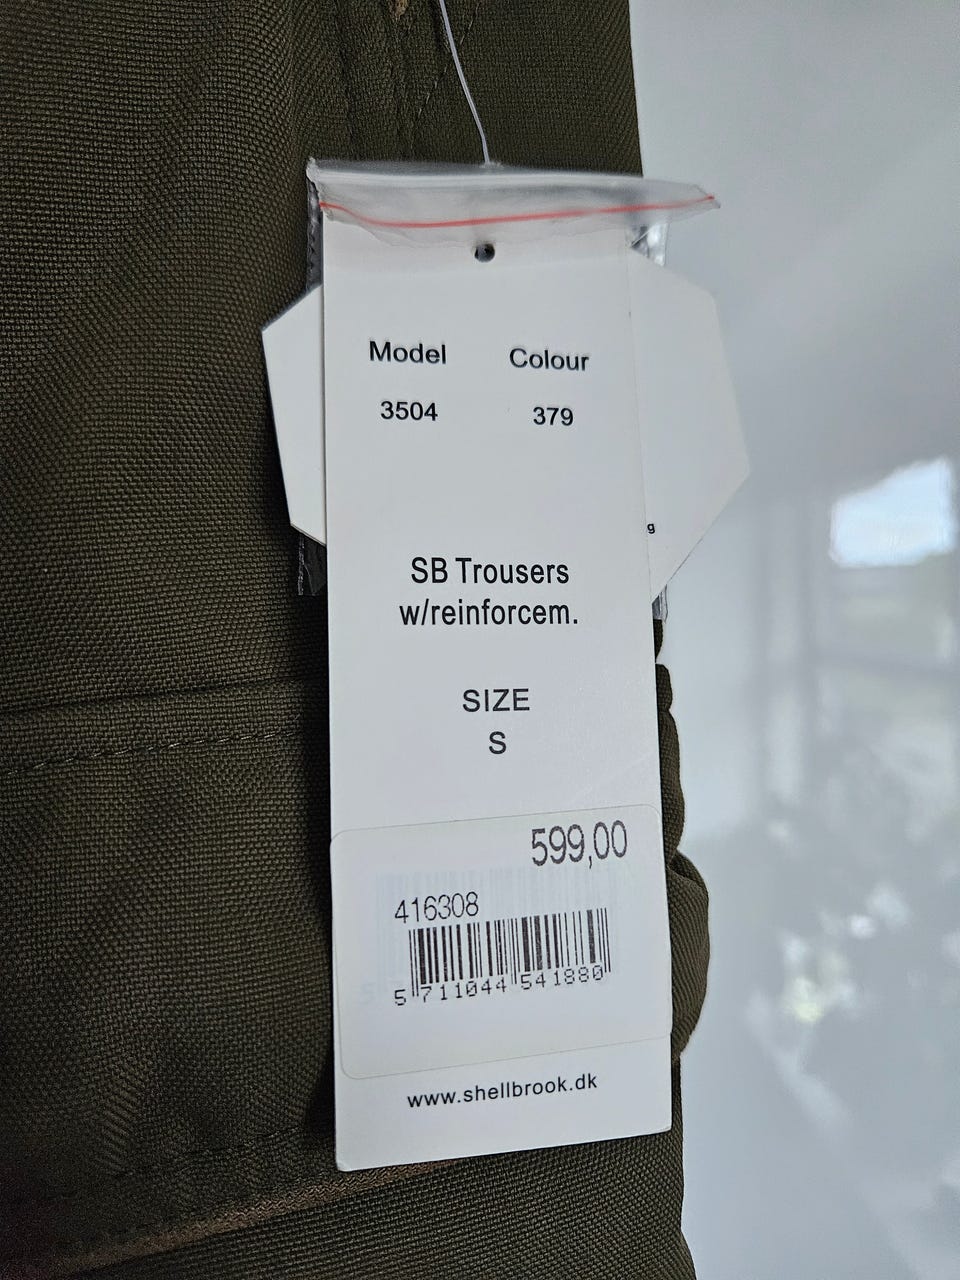 Model Colour
3504 379
g
SB Trousers
w/reinforcem.
SIZE
S
599,00
416308
5 711044 541880
www.shellbrook.dk